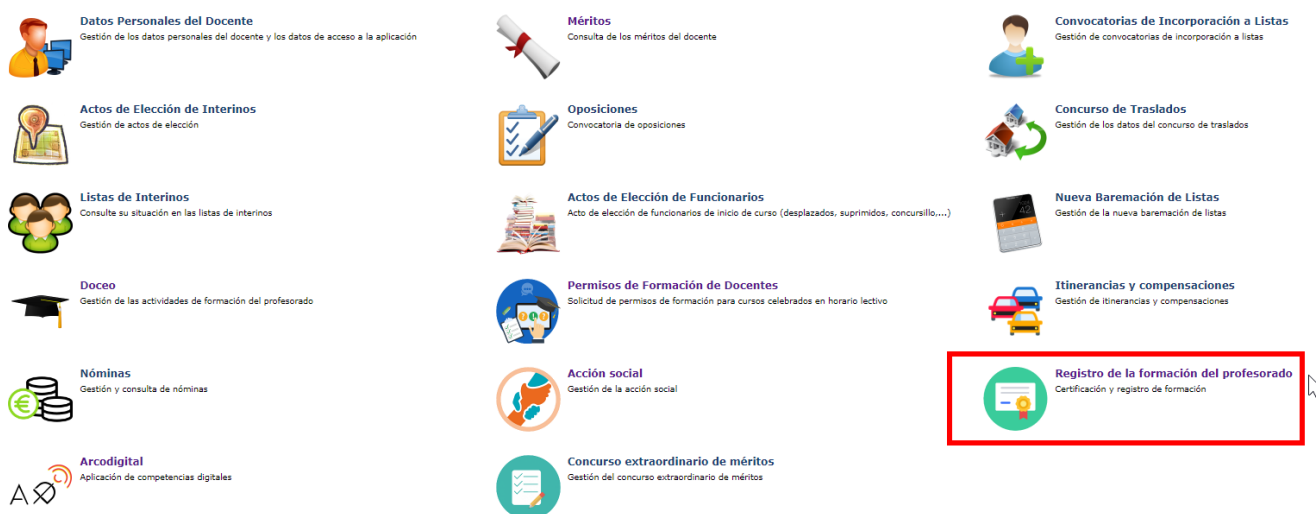 Datos Personales del Docente
Gestión de los datos personales del docente y los datos de acceso a la aplicación
Méritos
Consulta de los méritos del docente
Convocatorias de Incorporación a Listas
Gestión de convocatorias de incorporación a listas
Actos de Elección de Interinos
Gestión de actos de elección
Oposiciones
Convocatoria de oposiciones
Concurso de Traslados
Gestión de los datos del concurso de traslados
Listas de Interinos
Consulte su situación en las listas de interinos
Actos de Elección de Funcionarios
Acto de elección de funcionarios de inicio de curso (desplazados, suprimidos, concursillo,...)
Nueva Baremación de Listas
Gestión de la nueva baremación de listas
Doceo
Gestión de las actividades de formación del profesorado
Permisos de Formación de Docentes
Solicitud de permisos de formación para cursos celebrados en horario lectivo
Itinerancias y compensaciones
Gestión de itinerancias y compensaciones
Nóminas
Gestión y consulta de nóminas
Acción social
Gestión de la acción social
Registro de la formación del profesorado
Certificación y registro de formación
Arcodigital
Aplicación de competencias digitales
Concurso extraordinario de méritos
Gestión del concurso extraordinario de méritos